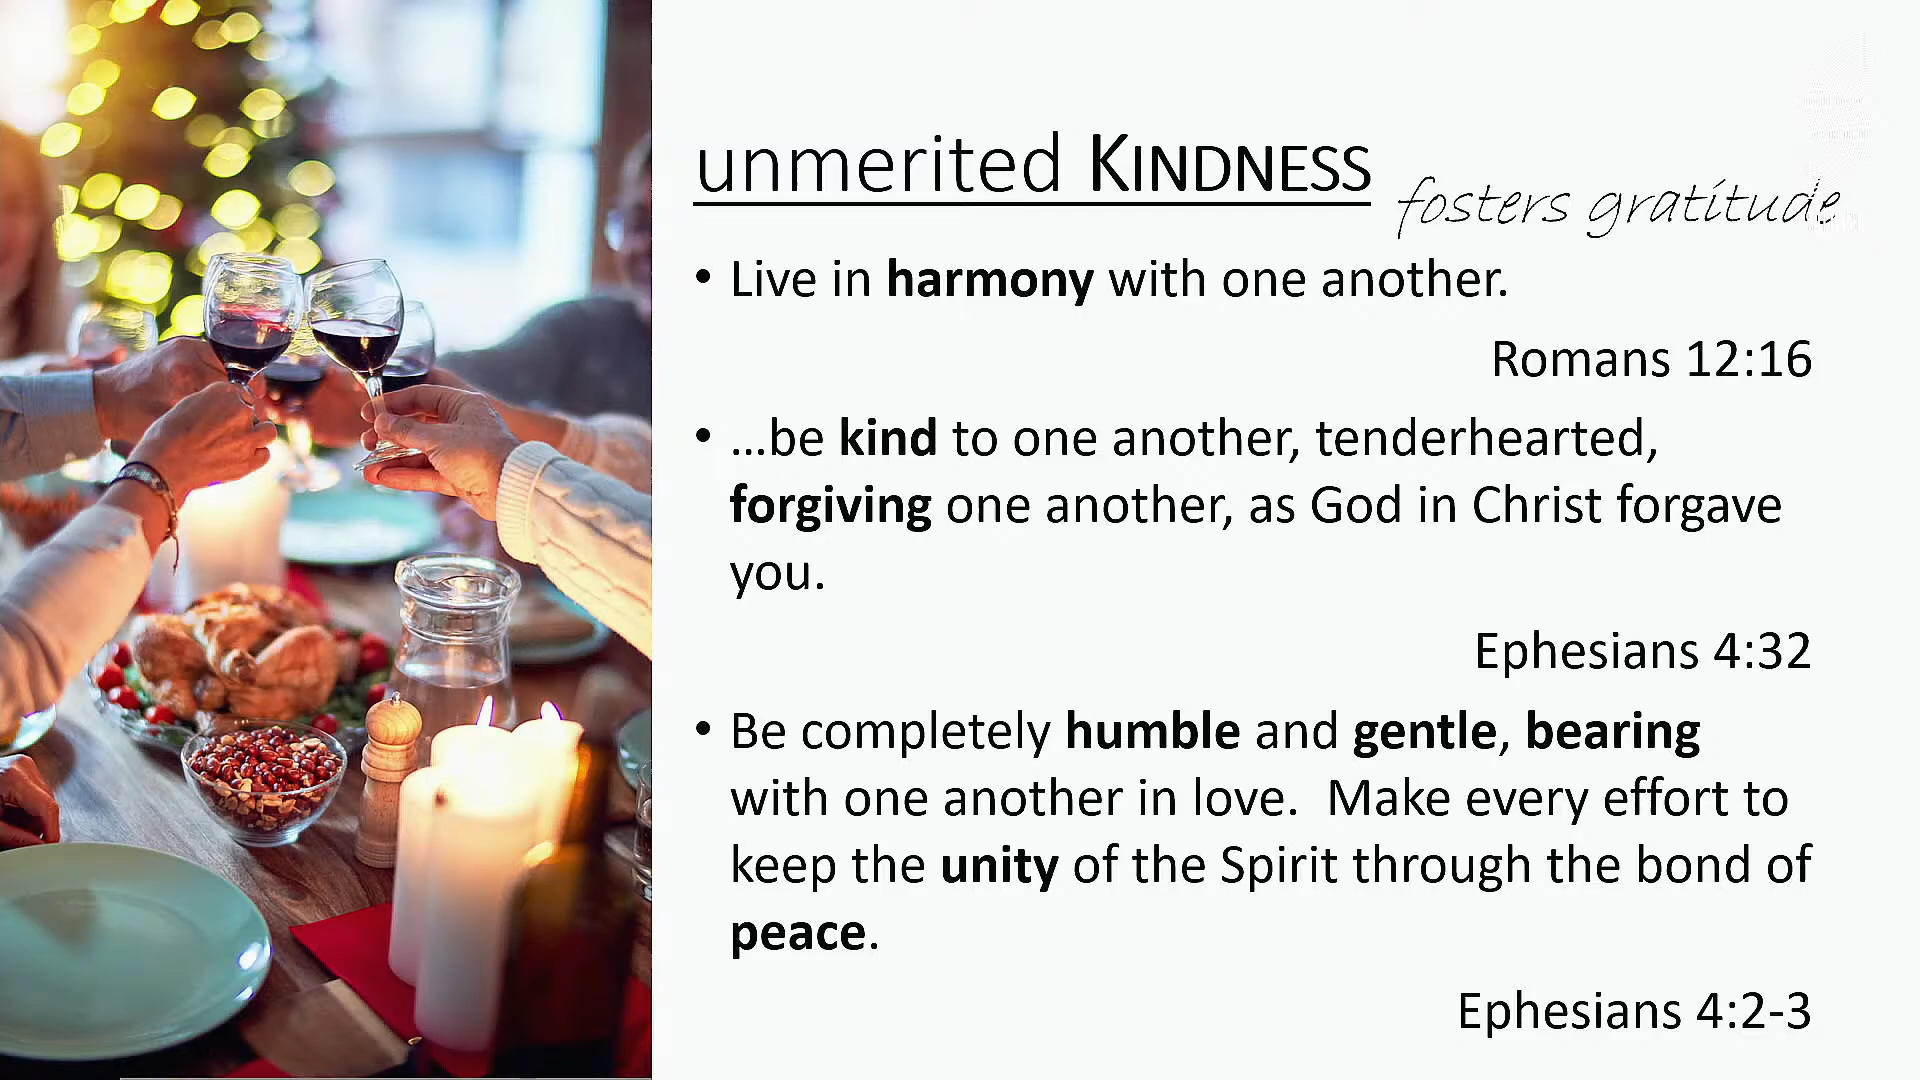 unmerited KINDNESS
fosters gratitude
• Live in harmony with one another.
Romans 12:16
• …be kind to one another, tenderhearted,
forgiving one another, as God in Christ forgave
you.
Ephesians 4:32
• Be completely humble and gentle, bearing
with one another in love.  Make every effort to
keep the unity of the Spirit through the bond of
peace.
Ephesians 4:2-3